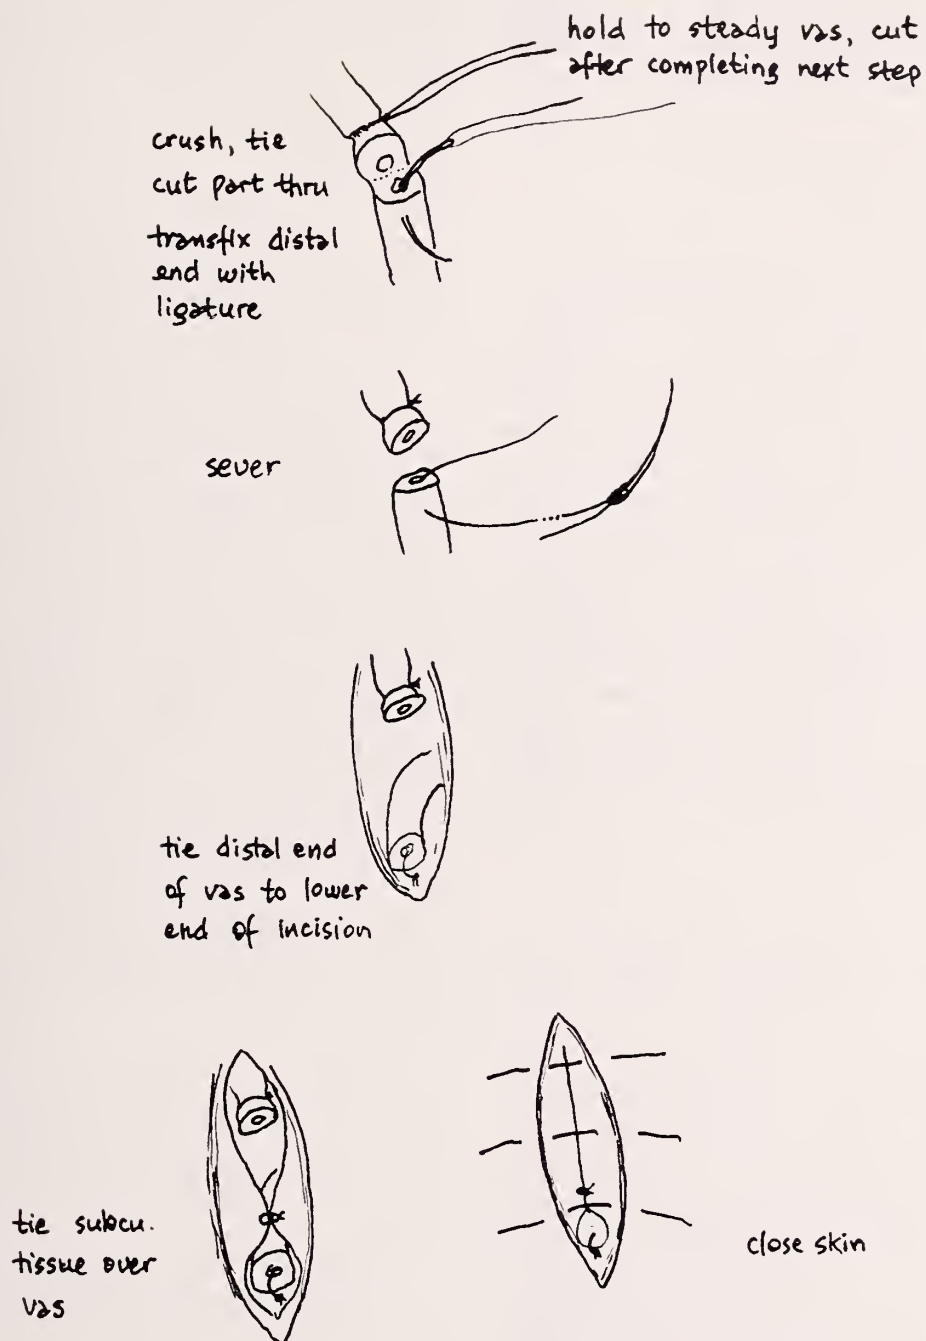 hold to steady vas, cut
after completing next step
crush, tie
cut part thru
transfix distal
end with
ligature
sever
tie distal end
of vas to lower
end of incision
tie subcu.
tissue over
vas
close skin